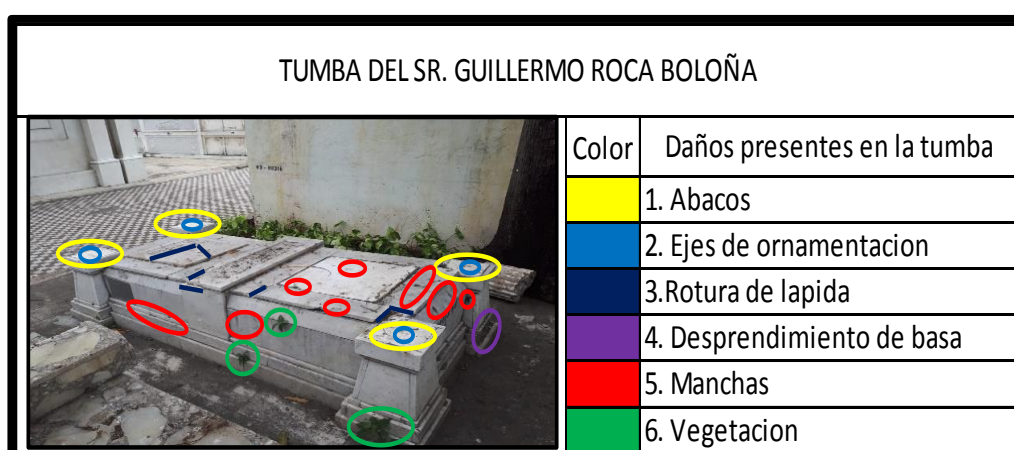 TUMBA DEL SR. GUILLERMO ROCA BOLOÑA
Color
Daños presentes en la tumba
1. Abacos
2. Ejes de ornamentacion
3.Rotura de lapida
4. Desprendimiento de basa
5. Manchas
6. Vegetacion